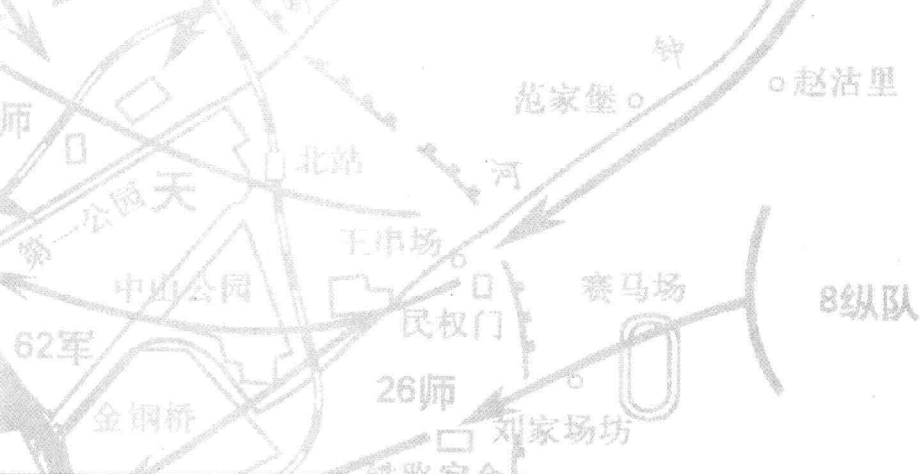 钟
赵沽里
范家堡
师
北站
河
天
第一公园
王串场
中山公园
赛马场
8纵队
民权门
62军
26师
金钢桥
刘家场坊